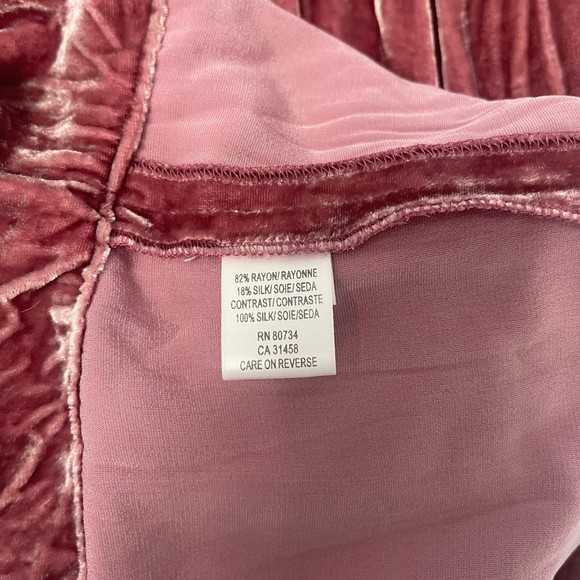 82% RAYON/RAYONNE
18% SILK/ SOIE/SEDA
CONTRAST/ CONTRASTE
100% SILK/ SOIE/SEDA
RN 80734
CA 31458
CARE ON REVERSE